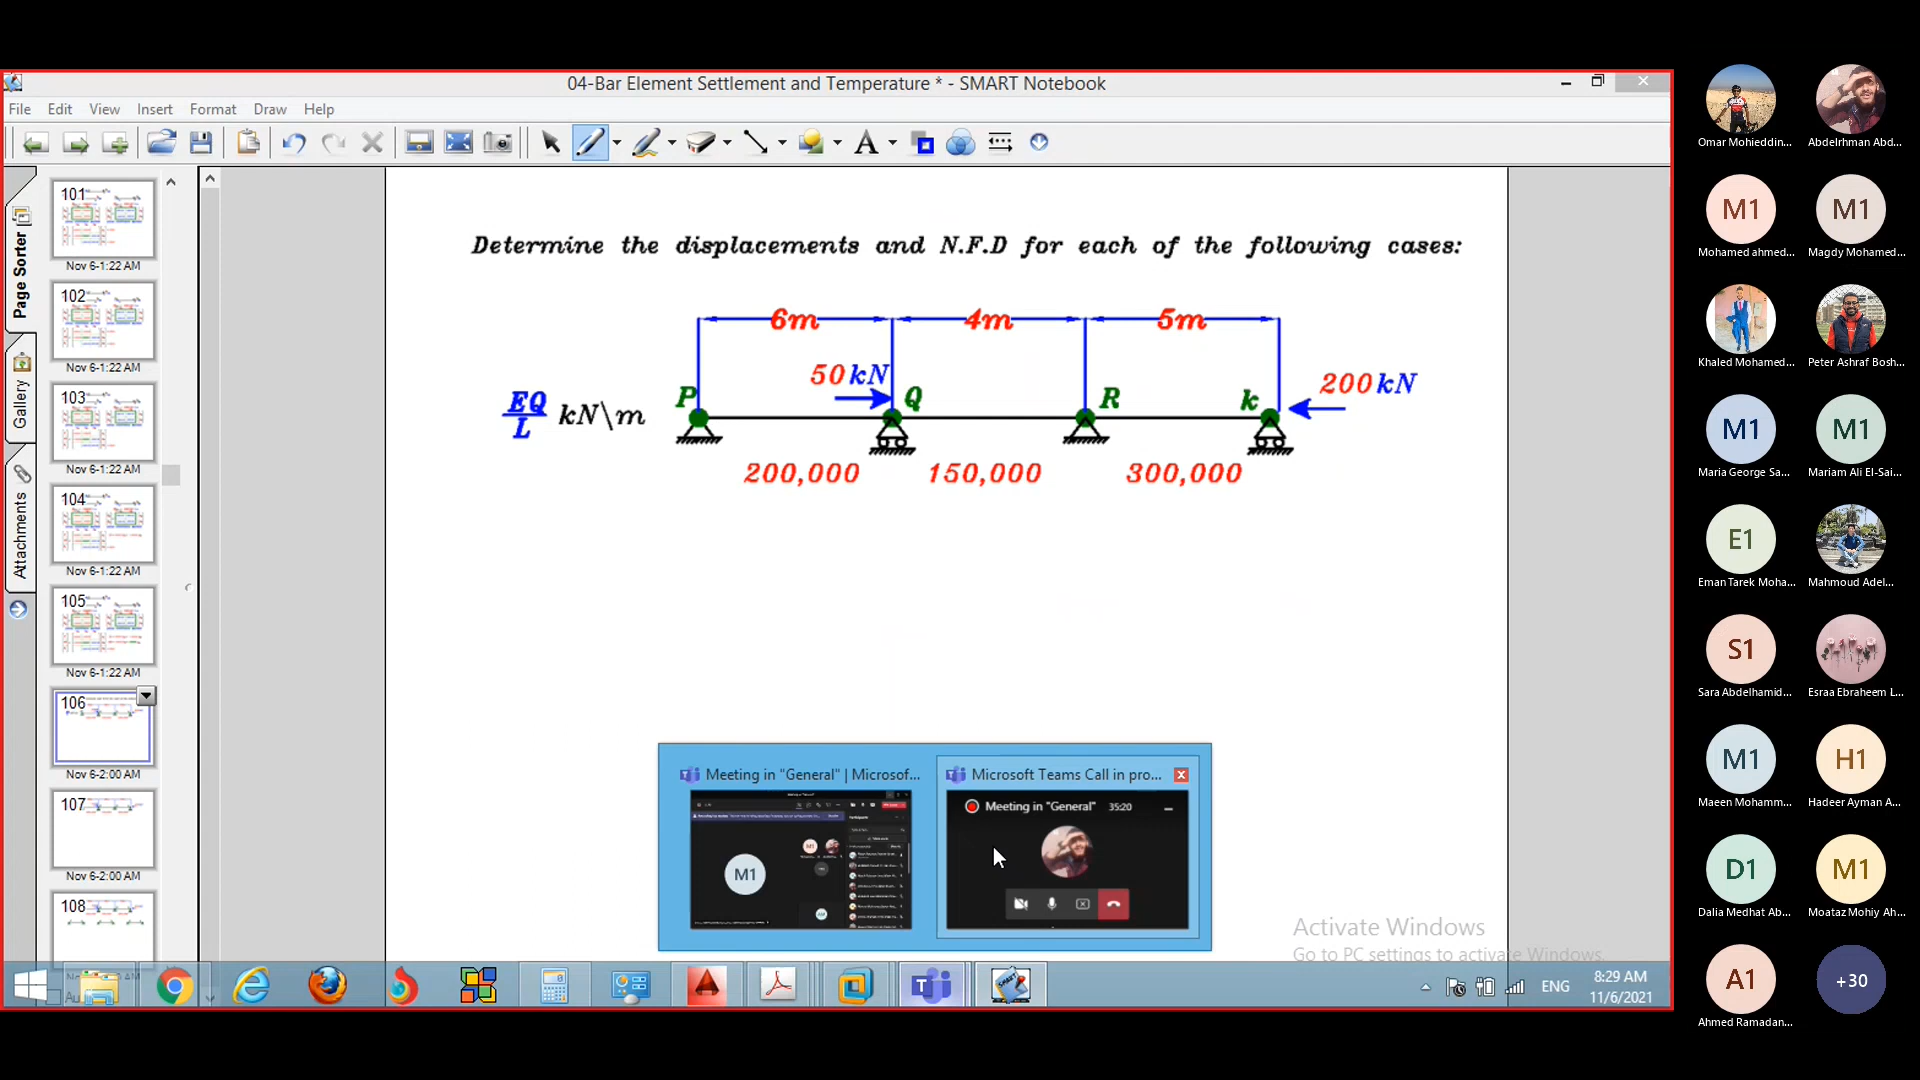 04-Bar Element Settlement and Temperature * - SMART Notebook
File Edit View Insert Format Draw Help
Page Sorter
Gallery
Attachments
101
Nov 6-1:22 AM
102
Nov 6-1:22 AM
103
Nov 6-1:22 AM
104
Nov 6-1:22 AM
105
Nov 6-1:22 AM
106
Nov 6-2:00 AM
107
Nov 6-2:00 AM
108
Determine the displacements and N.F.D for each of the following cases:
6m 4m 5m
50 kN
200 kN
P Q R k
EQ
L
kN\m
200,000 150,000 300,000
Meeting in "General" | Microsof...
Microsoft Teams Call in pro...
M1
M1
Meeting in "General" 35:20
Activate Windows
Go to PC settings to activate Windows.
ENG
8:29 AM
11/6/2021
Omar Mohieddin...
Abdelrhman Abd...
M1
Mohamed ahmed...
M1
Magdy Mohamed...
Khaled Mohamed...
Peter Ashraf Bosh...
M1
Maria George Sa...
M1
Mariam Ali El-Sai...
E1
Eman Tarek Moha...
Mahmoud Adel...
S1
Sara Abdelhamid...
Esraa Ebraheem L...
M1
Maeen Mohamm...
H1
Hadeer Ayman A...
D1
Dalia Medhat Ab...
M1
Moataz Mohiy Ah...
A1
Ahmed Ramadan...
+30